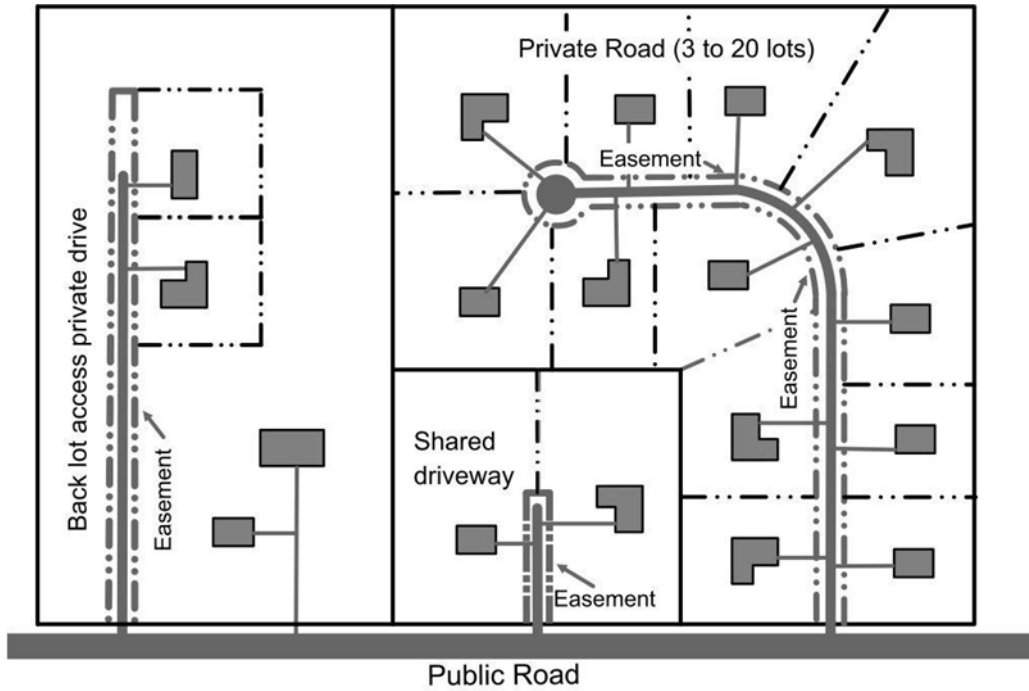 Private Road (3 to 20 lots)
Easement
Back lot access private drive
Easement
Easement
Shared
driveway
Easement
Public Road